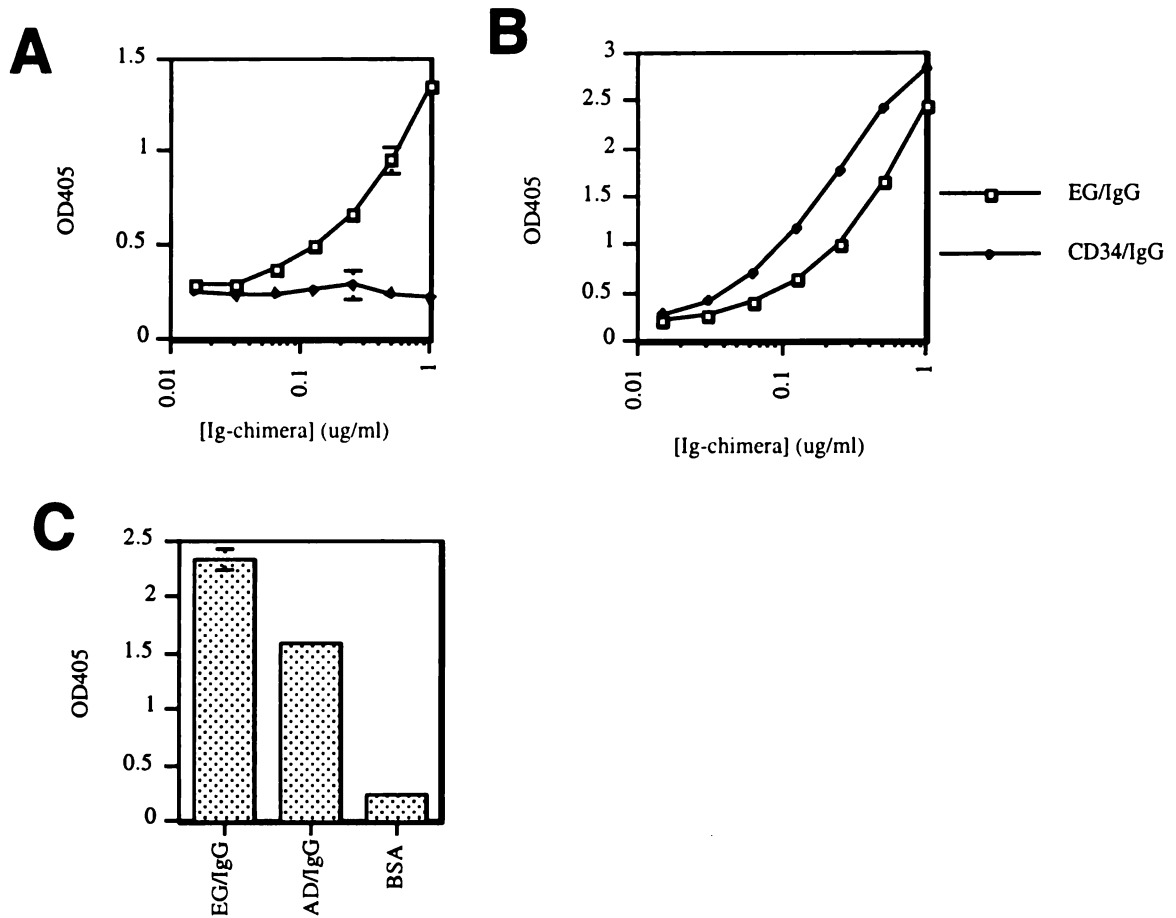 A
1.5
1
0.5
0
OD405
0.01
0.1
1
[Ig-chimera] (ug/ml)
B
3
2.5
2
1.5
1
0.5
0
OD405
0.01
0.1
1
[Ig-chimera] (ug/ml)
EG/IgG
CD34/IgG
C
2.5
2
1.5
1
0.5
0
OD405
EG/IgG
AD/IgG
BSA